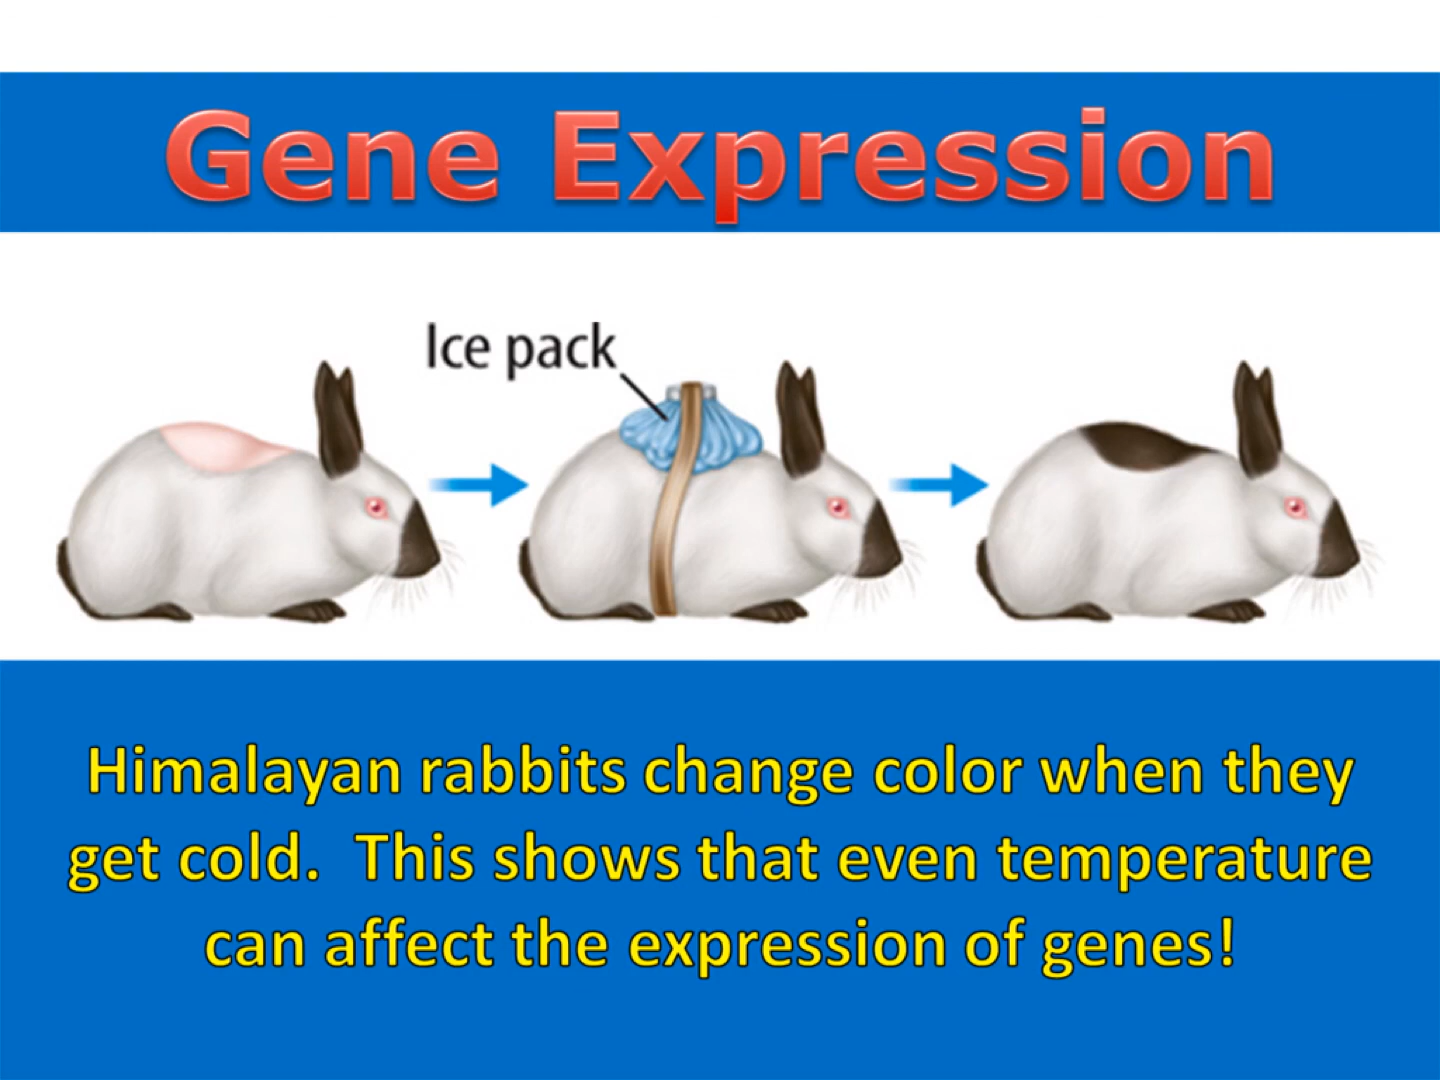 Gene Expression
Ice pack
Himalayan rabbits change color when they
get cold.  This shows that even temperature
can affect the expression of genes!